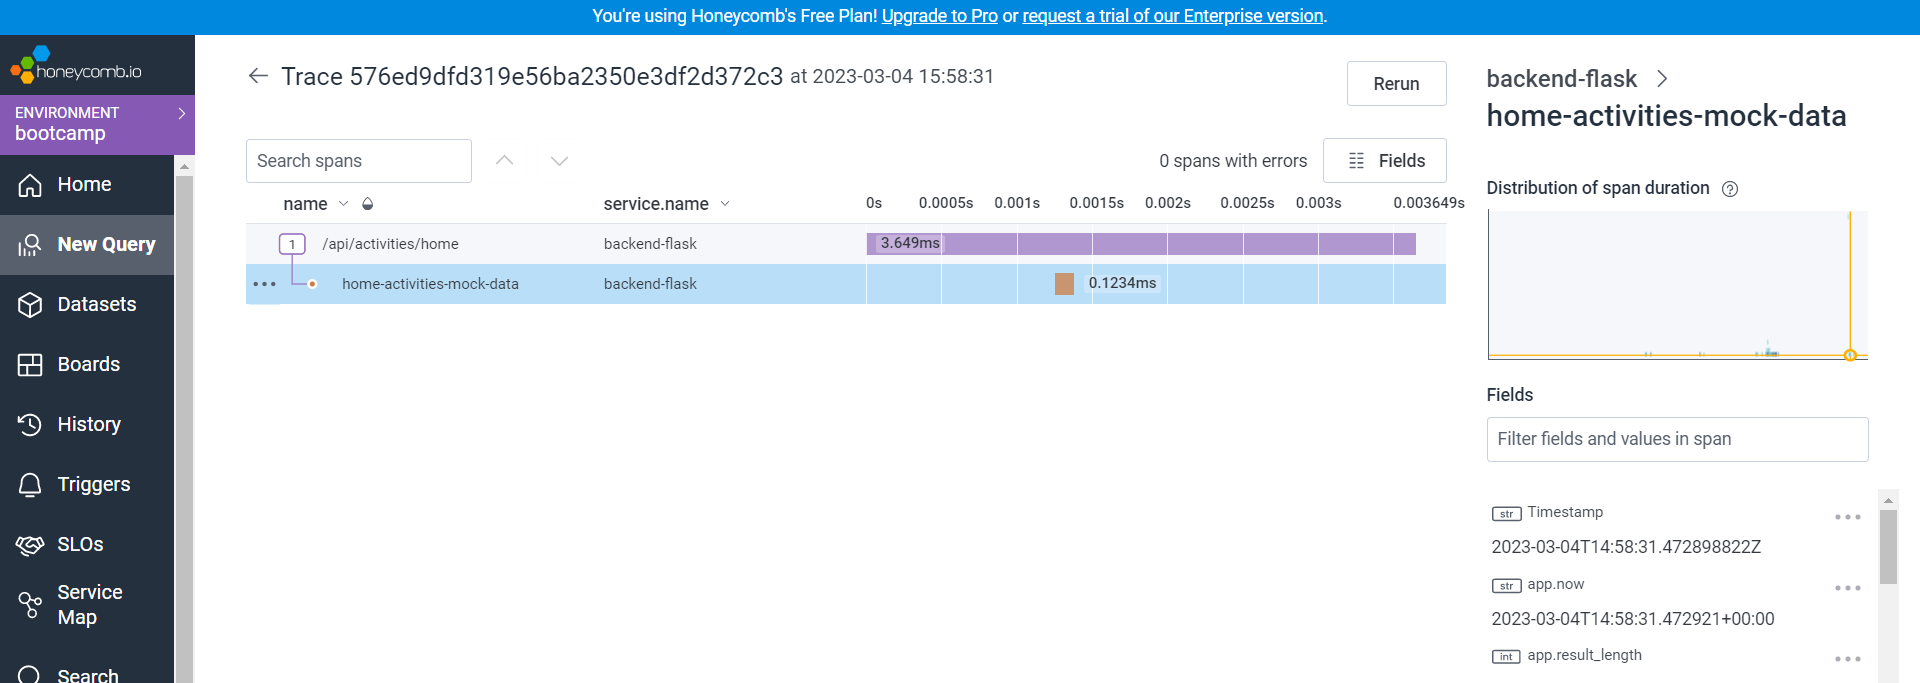 You're using Honeycomb's Free Plan! Upgrade to Pro or request a trial of our Enterprise version.
honeycomb.io
ENVIRONMENT
bootcamp
Home
New Query
Datasets
Boards
History
Triggers
SLOs
Service
Map
Search
Trace 576ed9dfd319e56ba2350e3df2d372c3 at 2023-03-04 15:58:31
Rerun
Search spans
0 spans with errors
Fields
name service.name 0s 0.0005s 0.001s 0.0015s 0.002s 0.0025s 0.003s 0.003649s
1 /api/activities/home backend-flask 3.649ms
home-activities-mock-data backend-flask 0.1234ms
backend-flask
home-activities-mock-data
Distribution of span duration ?
Fields
Filter fields and values in span
str Timestamp
2023-03-04T14:58:31.472898822Z
str app.now
2023-03-04T14:58:31.472921+00:00
int app.result_length